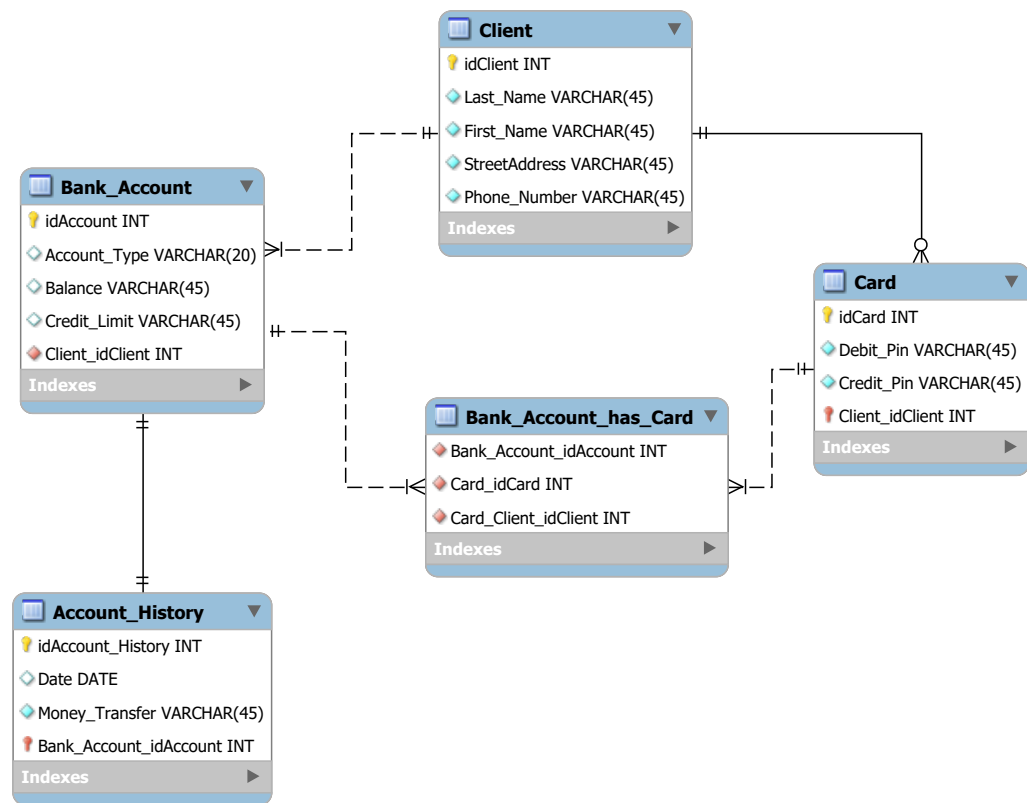 Client
idClient INT
Last_Name VARCHAR(45)
First_Name VARCHAR(45)
StreetAddress VARCHAR(45)
Phone_Number VARCHAR(45)
Indexes
Bank_Account
idAccount INT
Account_Type VARCHAR(20)
Balance VARCHAR(45)
Credit_Limit VARCHAR(45)
Client_idClient INT
Indexes
Card
idCard INT
Debit_Pin VARCHAR(45)
Credit_Pin VARCHAR(45)
Client_idClient INT
Indexes
Bank_Account_has_Card
Bank_Account_idAccount INT
Card_idCard INT
Card_Client_idClient INT
Indexes
Account_History
idAccount_History INT
Date DATE
Money_Transfer VARCHAR(45)
Bank_Account_idAccount INT
Indexes